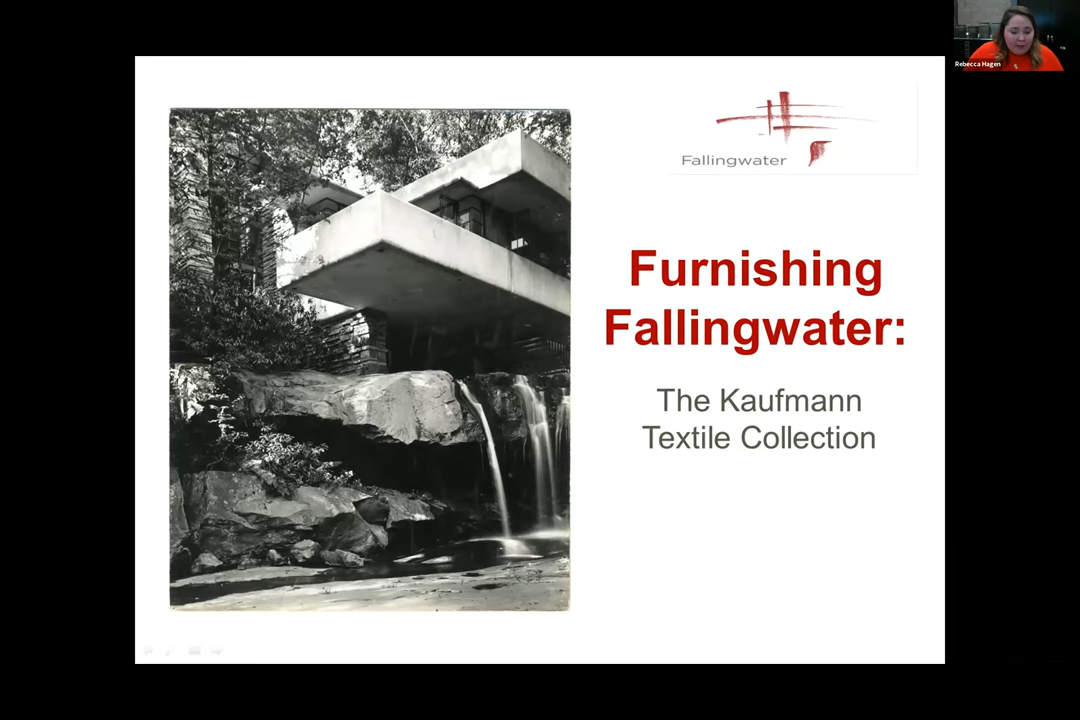 Rebecca Hagen
Fallingwater
Furnishing
Fallingwater:
The Kaufmann
Textile Collection